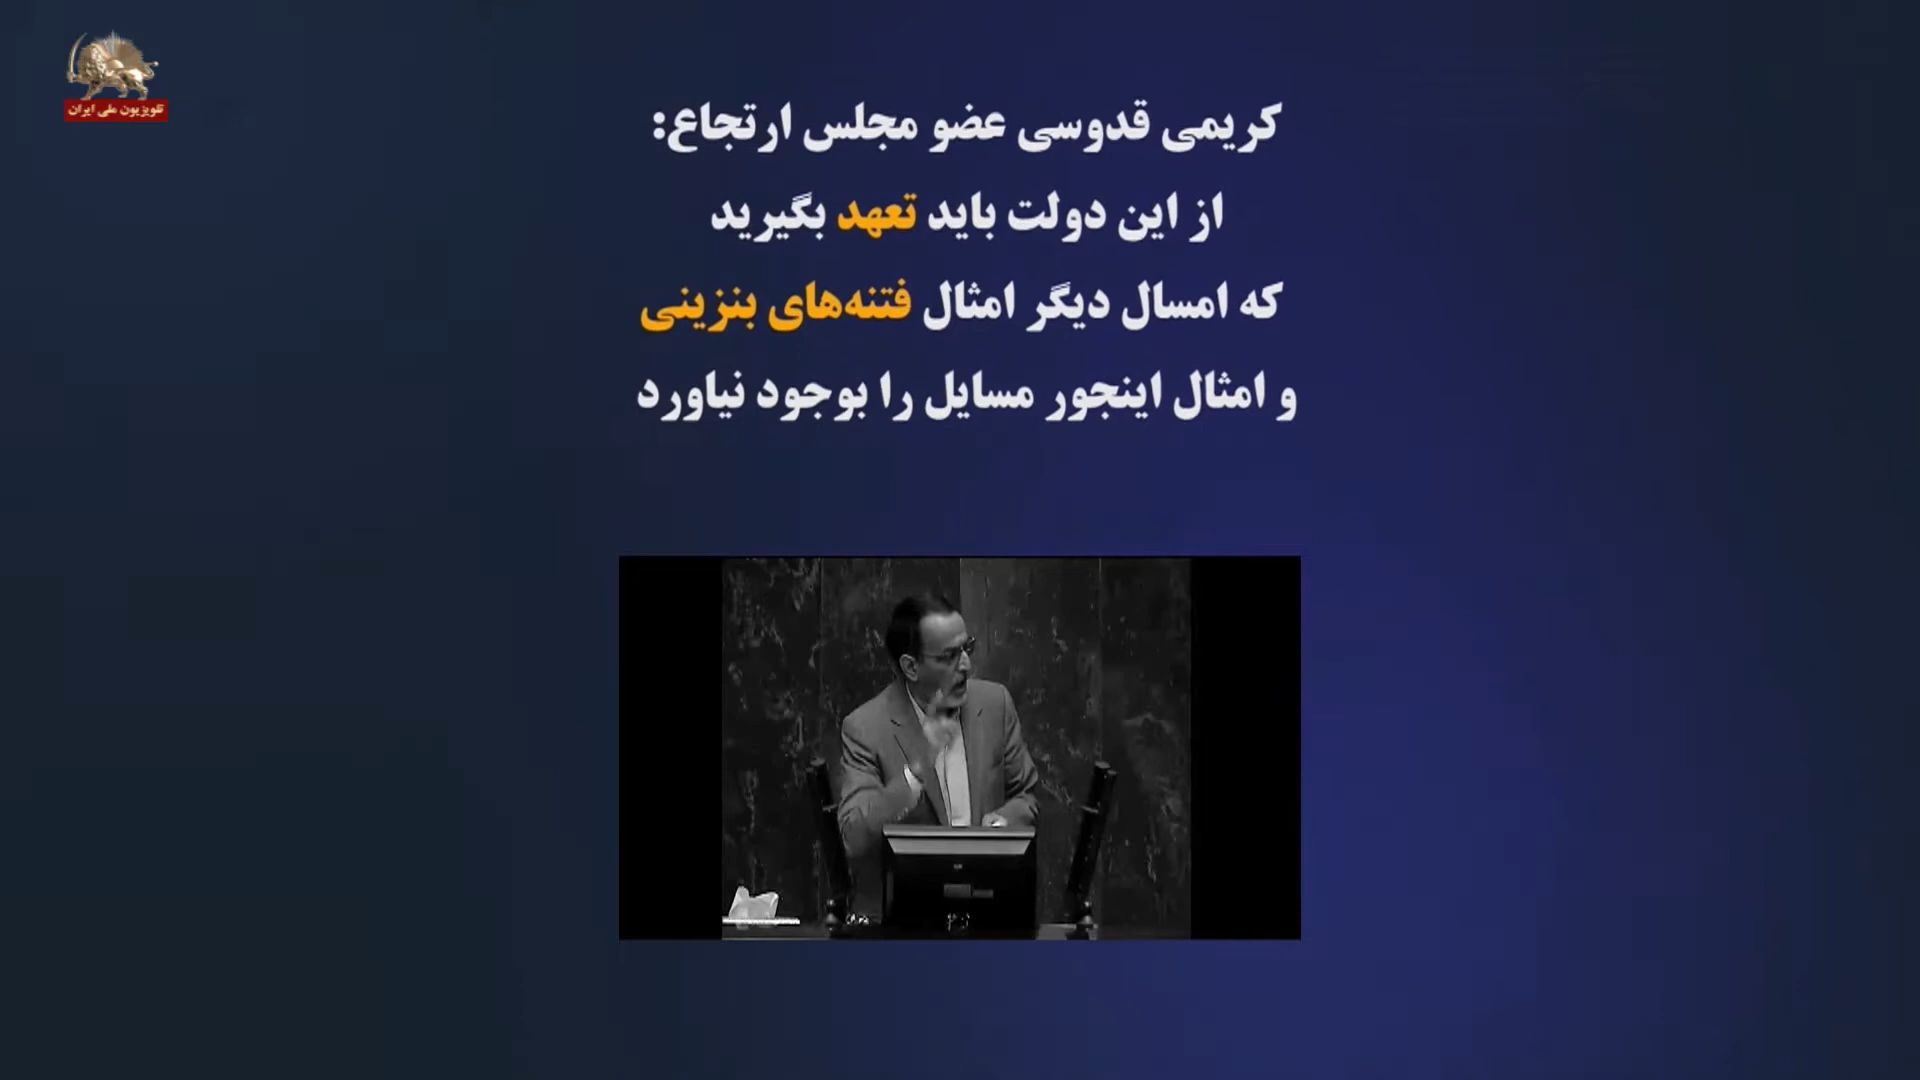 تلویزیون ملی ایران
کریمی قدوسی عضو مجلس ارتجاع:
از این دولت باید تعهد بگیرید
که امسال دیگر امثال فتنه‌های بنزینی
و امثال اینجور مسایل را بوجود نیاورد